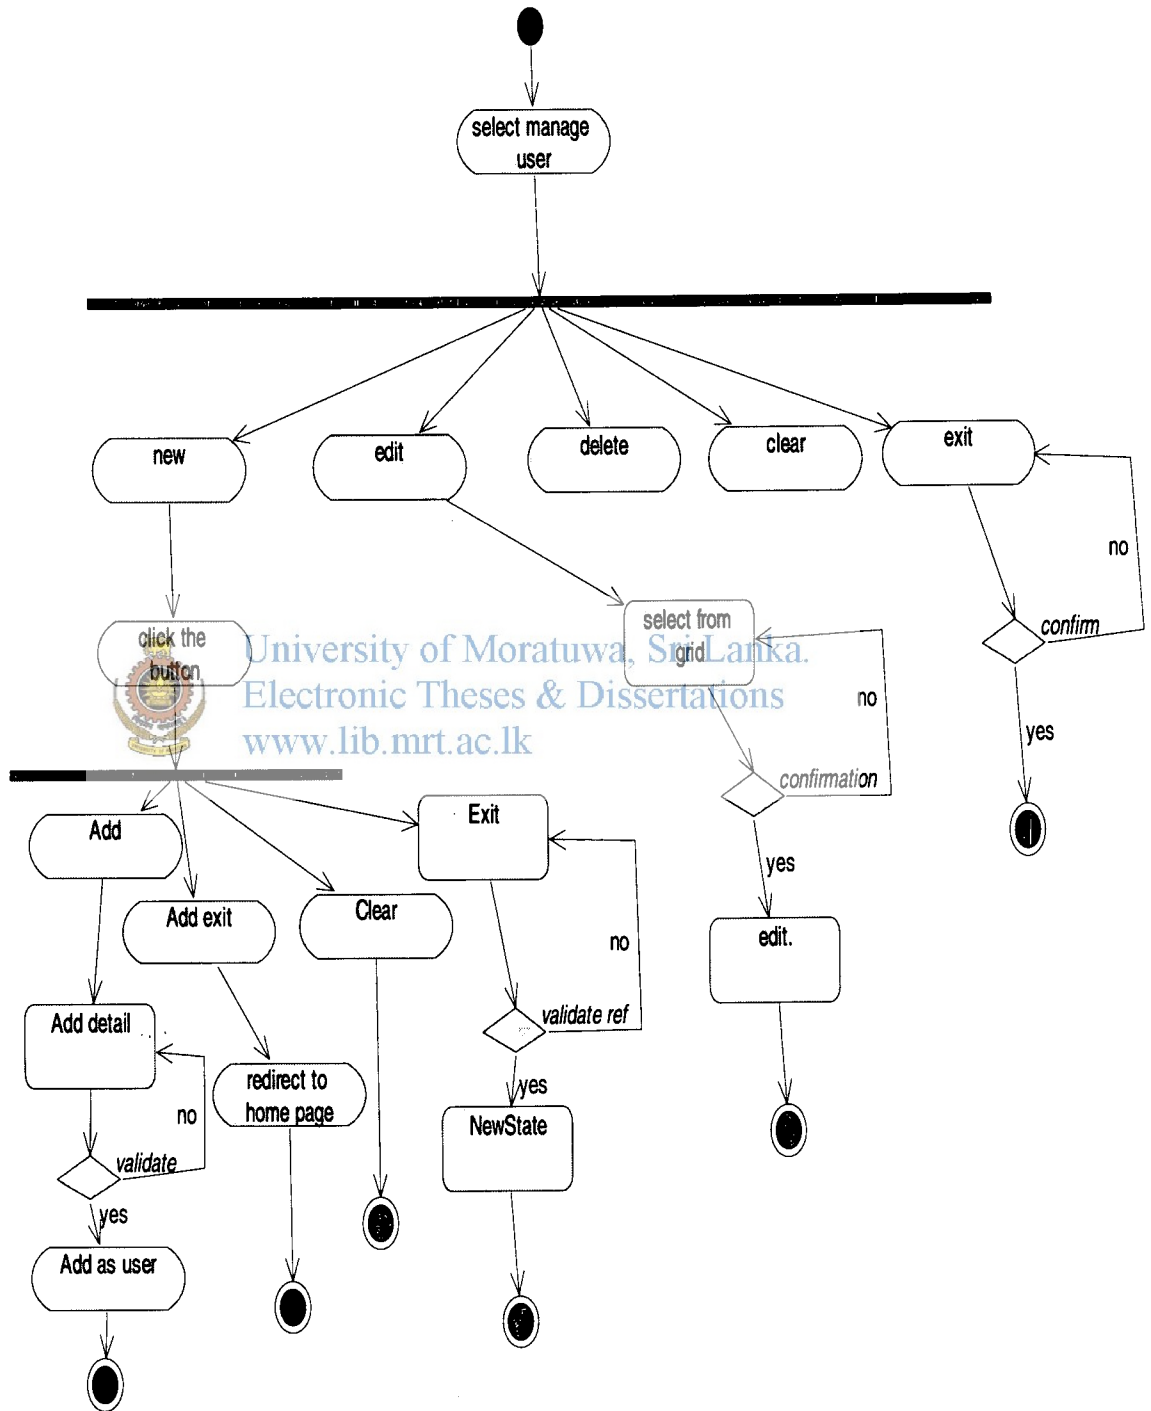 select manage
user
new
edit
delete
clear
exit
no
confirm
yes
click the
button
select from
grid
no
confirmation
yes
edit.
University of Moratuwa, Sri Lanka.
Electronic Theses & Dissertations
www.lib.mrt.ac.lk
Add
Add exit
Clear
Exit
no
validate ref
yes
NewState
Add detail
no
validate
yes
Add as user
redirect to
home page